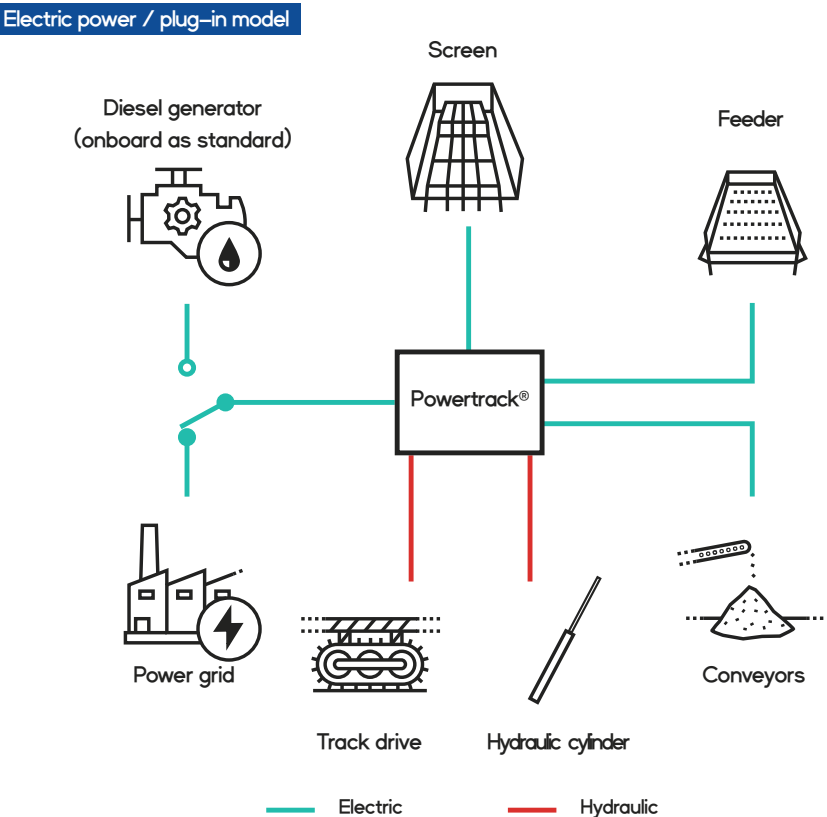 Electric power / plug-in model
Screen
Diesel generator
(onboard as standard)
Feeder
Powertrack®
Power grid
Conveyors
Track drive
Hydraulic cylinder
Electric
Hydraulic